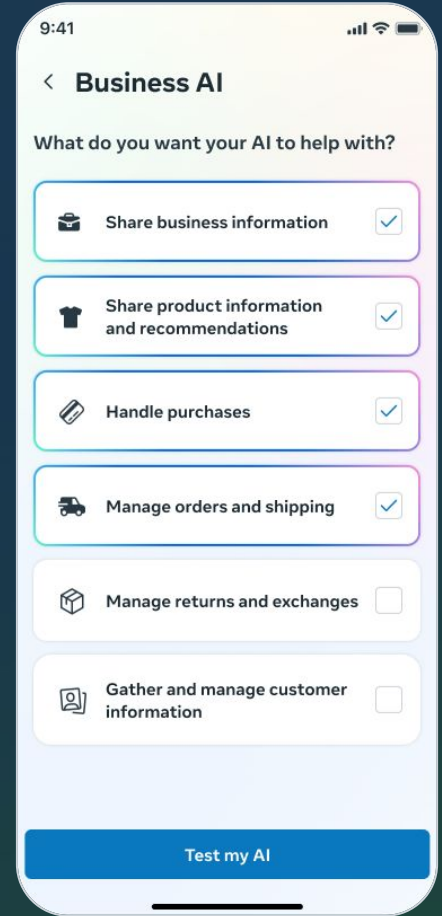 9:41
Business AI
What do you want your AI to help with?
Share business information
Share product information
and recommendations
Handle purchases
Manage orders and shipping
Manage returns and exchanges
Gather and manage customer
information
Test my AI